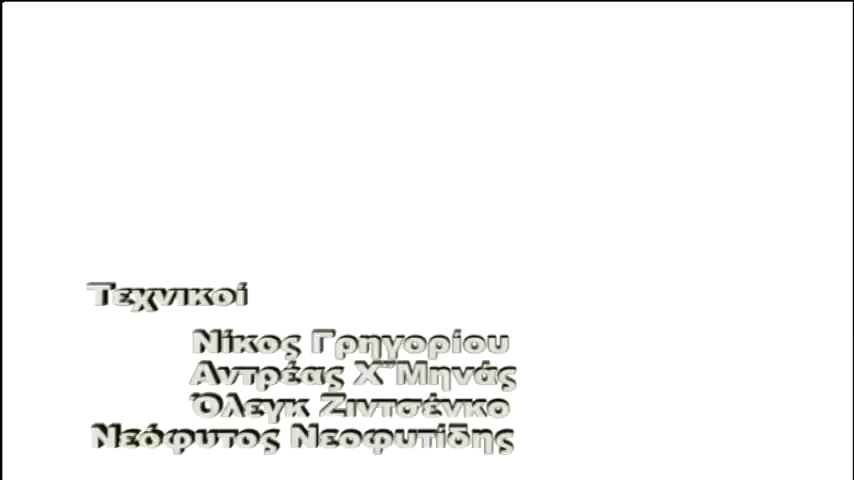 Τεχνικοί
Νίκος Γρηγορίου
Αντρέας Χ"Μηνάς
Όλεγκ Ζιντσένκο
Νεόφυτος Νεοφυτίδης